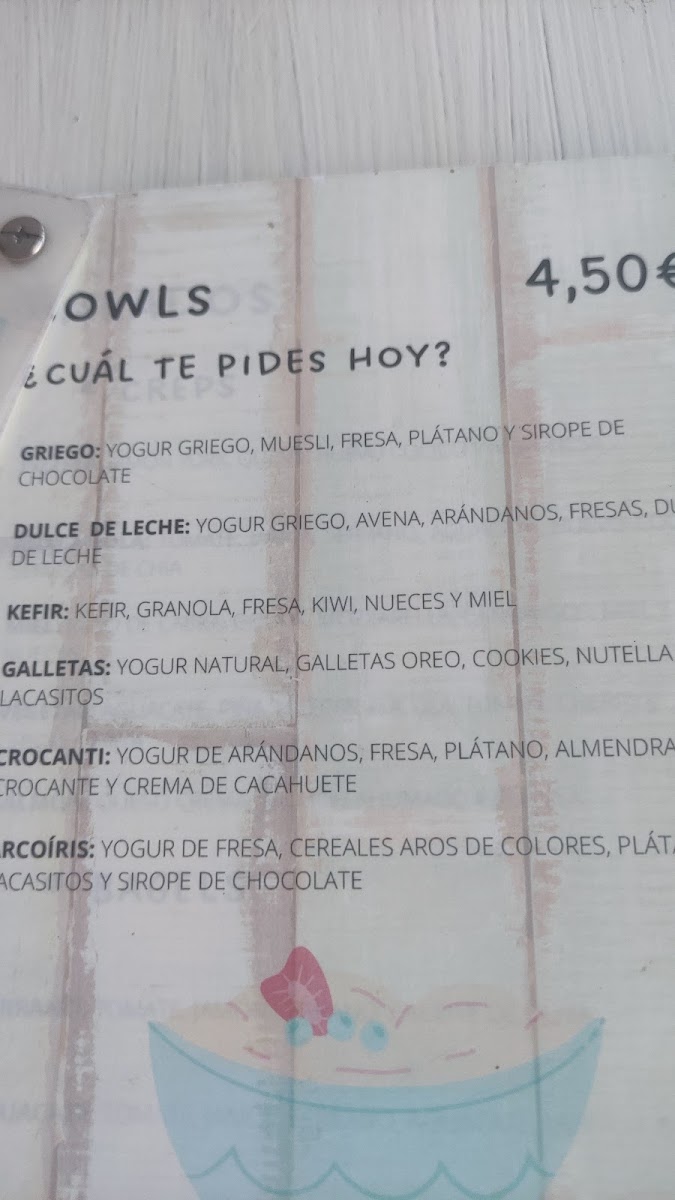 OWLS
4,50€
¿CUÁL TE PIDES HOY?
GRIEGO: YOGUR GRIEGO, MUESLI, FRESA, PLÁTANO Y SIROPE DE
CHOCOLATE
DULCE DE LECHE: YOGUR GRIEGO, AVENA, ARÁNDANOS, FRESAS, DU
DE LECHE
KEFIR: KEFIR, GRANOLA, FRESA, KIWI, NUECES Y MIEL
GALLETAS: YOGUR NATURAL, GALLETAS OREO, COOKIES, NUTELLA
LACASITOS
CROCANTI: YOGUR DE ARÁNDANOS, FRESA, PLÁTANO, ALMENDRA
CROCANTE Y CREMA DE CACAHUETE
ARCOÍRIS: YOGUR DE FRESA, CEREALES AROS DE COLORES, PLÁT
ACASITOS Y SIROPE DE CHOCOLATE